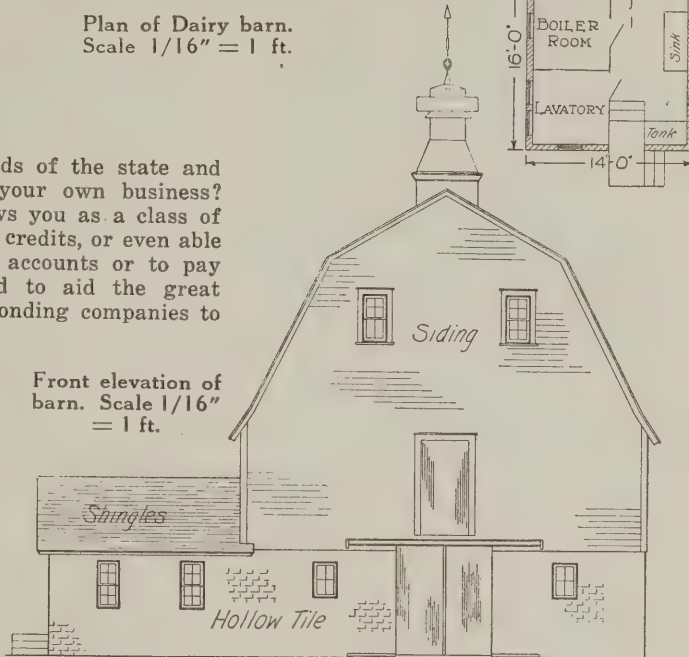 Plan of Dairy barn.
Scale 1/16" = 1 ft.
BOILER
ROOM
Sink
16'-0"
LAVATORY
Tank
14'-0"
ds of the state and
your own business?
vs you as a class of
credits, or even able
accounts or to pay
d to aid the great
onding companies to
Siding
Front elevation of
barn. Scale 1/16"
= 1 ft.
Shingles
Hollow Tile